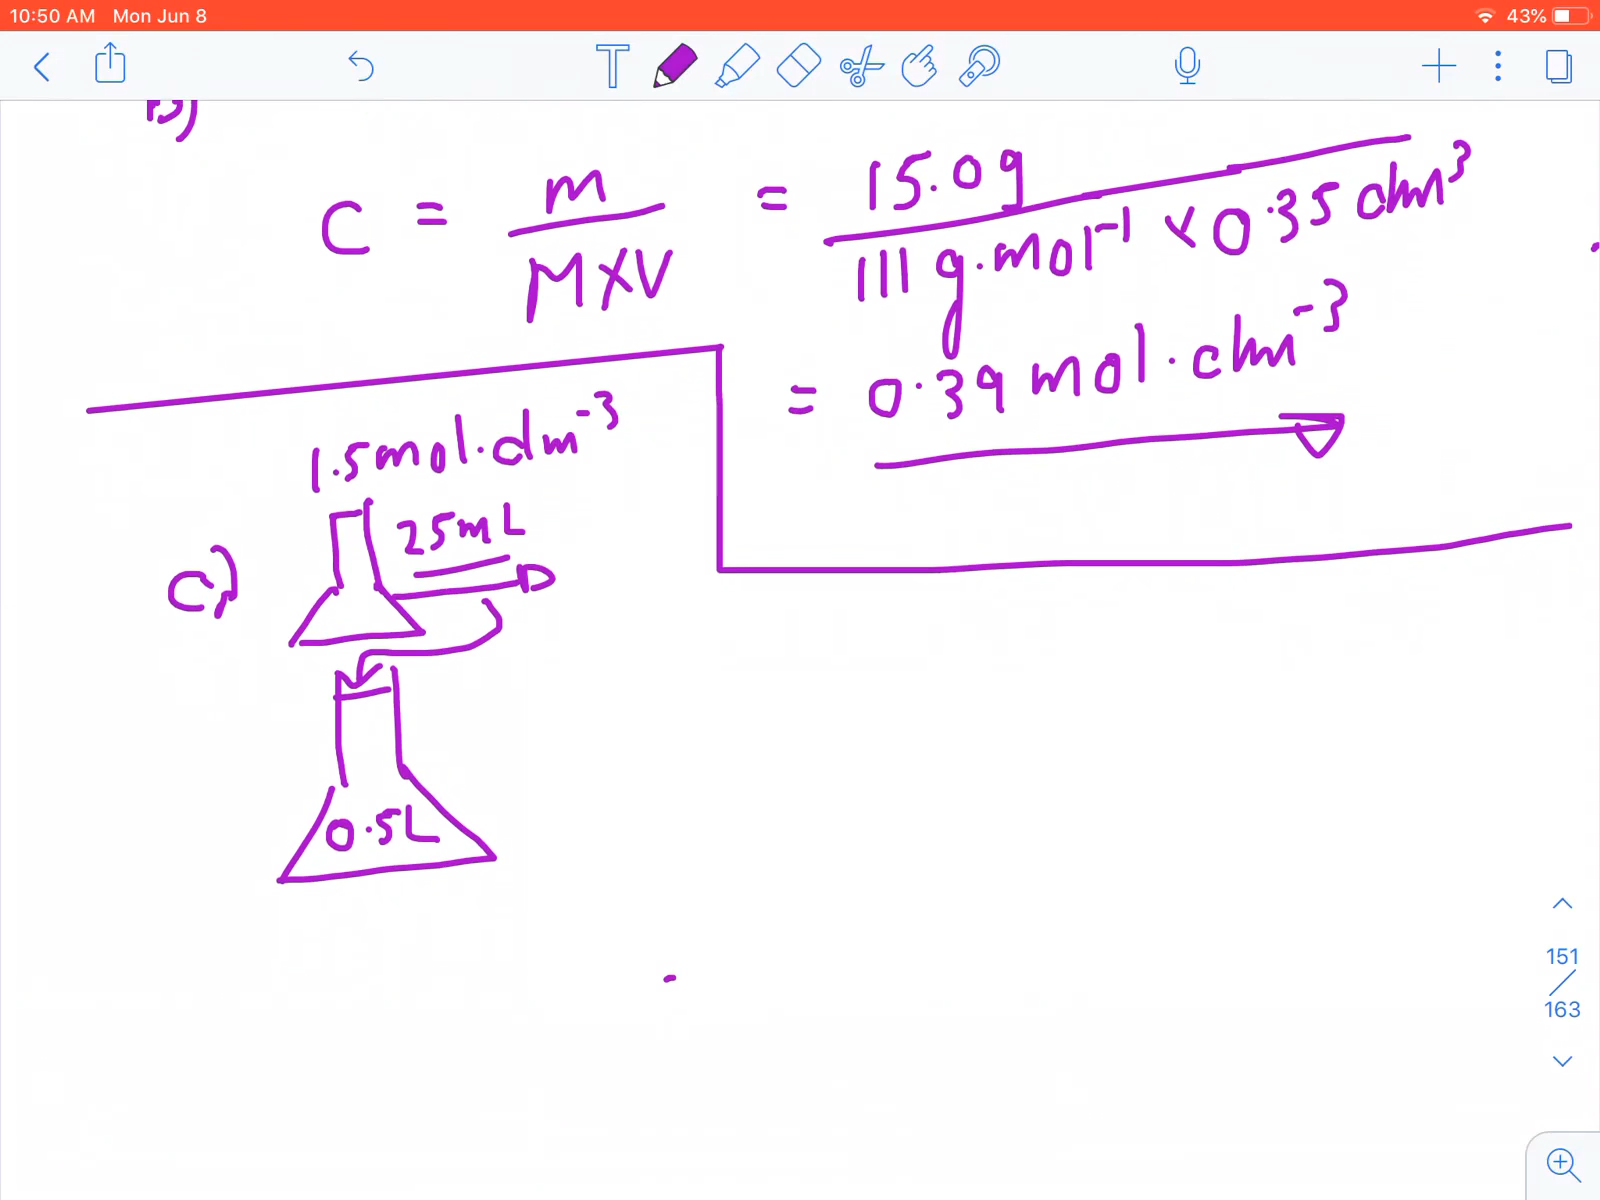 10:50 AM Mon Jun 8
43%
B)
C = m / M×V = 15.0g / 111 g.mol⁻¹ × 0.35 dm³
= 0.39 mol.dm⁻³
1.5 mol.dm⁻³
25mL
C)
0.5L
151
163